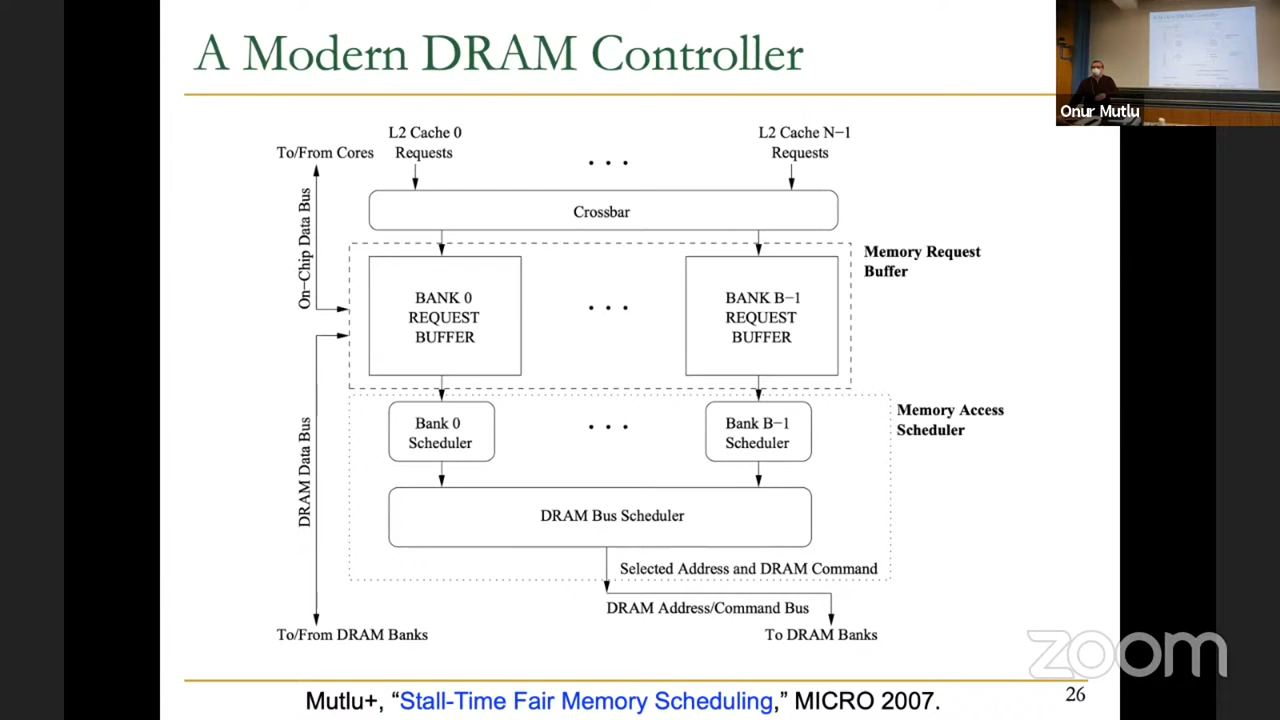 A Modern DRAM Controller
Onur Mutlu
L2 Cache 0
Requests
L2 Cache N−1
Requests
To/From Cores
. . .
Crossbar
On−Chip Data Bus
Memory Request
Buffer
BANK 0
REQUEST
BUFFER
. . .
BANK B−1
REQUEST
BUFFER
Memory Access
Scheduler
Bank 0
Scheduler
. . .
Bank B−1
Scheduler
DRAM Data Bus
DRAM Bus Scheduler
Selected Address and DRAM Command
DRAM Address/Command Bus
To/From DRAM Banks
To DRAM Banks
zoom
Mutlu+, “Stall-Time Fair Memory Scheduling,” MICRO 2007.
26